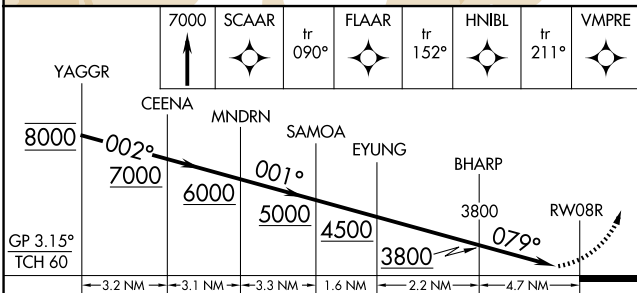 7000 SCAAR tr 090° FLAAR tr 152° HNIBL tr 211° VMPRE
YAGGR
CEENA
MNDRN
SAMOA
EYUNG
BHARP
RW08R
8000
002°
7000
6000
001°
5000
4500
3800
3800
079°
GP 3.15°
TCH 60
3.2 NM 3.1 NM 3.3 NM 1.6 NM 2.2 NM 4.7 NM